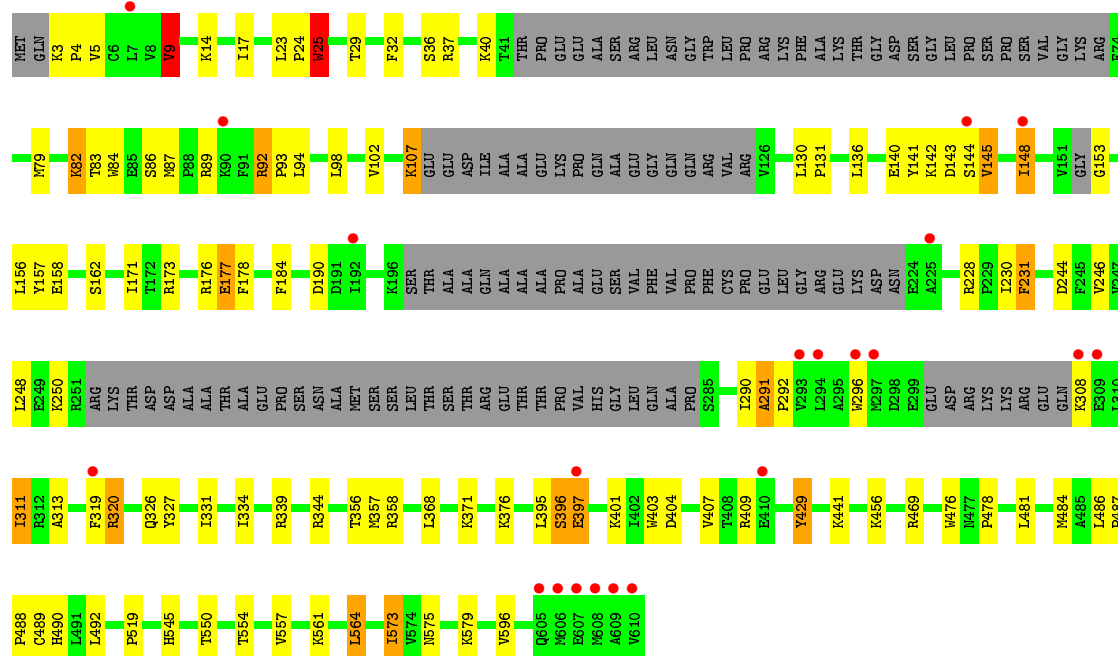 MET GLN K3 P4 V5 C6 L7 V8 V9 K14 I17 L23 P24 W25 T29 F32 S36 R37 K40 T41 THR PRO GLU GLU ALA SER ARG LEU ASN GLY TRP LEU PRO ARG LYS PHE ALA LYS THR GLY ASP SER GLY LEU PRO SER PRO SER VAL GLY LYS ARG E74
M79 K82 T83 W84 E85 S86 M87 P88 R89 K90 F91 R92 P93 L94 L98 V102 K107 GLU GLU ASP ILE ALA ALA GLU LYS PRO GLN ALA GLU GLY GLN GLN ARG VAL ARG V126 L130 P131 L136 E140 Y141 K142 D143 S144 V145 I148 V151 GLY G153
L156 Y157 E158 S162 I171 T172 R173 R176 E177 F178 F184 D190 D191 I192 K196 SER THR ALA ALA GLN ALA ALA ALA PRO ALA GLU SER VAL PHE VAL PRO PHE CYS PRO GLU LEU GLY ARG GLU LYS ASP ASN E224 A225 R228 P229 I230 F231 D244 F245 V246 V247
L248 E249 K250 R251 ARG LYS THR ASP ASP ALA ALA THR ALA GLU PRO SER ASN ALA MET SER SER LEU THR SER THR ARG GLU THR THR PRO VAL HIS GLY LEU GLN ALA PRO S285 I290 A291 P292 V293 L294 A295 W296 M297 D298 E299 GLU ASP ARG LYS LYS ARG GLU GLN K308 E309 L310
I311 R312 A313 F319 R320 Q326 Y327 I331 I334 R339 R344 T356 M357 R358 L368 K371 K376 L395 S396 E397 K401 I402 W403 D404 V407 T408 R409 E410 Y429 K441 K456 R469 W476 N477 P478 L481 M484 A485 L486 P487
P488 C489 H490 L491 L492 P519 H545 T550 T554 V557 K561 L564 I573 V574 N575 K579 V596 Q605 M606 E607 M608 A609 V610